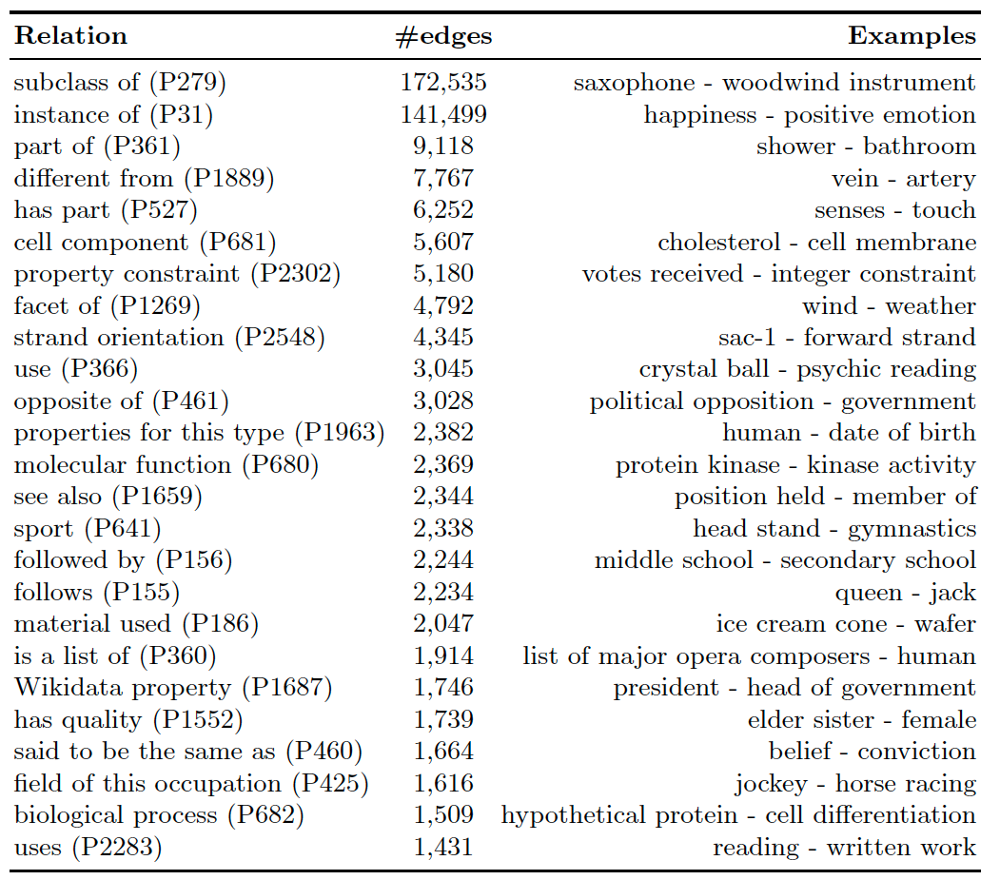 Relation #edges Examples
subclass of (P279) 172,535 saxophone - woodwind instrument
instance of (P31) 141,499 happiness - positive emotion
part of (P361) 9,118 shower - bathroom
different from (P1889) 7,767 vein - artery
has part (P527) 6,252 senses - touch
cell component (P681) 5,607 cholesterol - cell membrane
property constraint (P2302) 5,180 votes received - integer constraint
facet of (P1269) 4,792 wind - weather
strand orientation (P2548) 4,345 sac-1 - forward strand
use (P366) 3,045 crystal ball - psychic reading
opposite of (P461) 3,028 political opposition - government
properties for this type (P1963) 2,382 human - date of birth
molecular function (P680) 2,369 protein kinase - kinase activity
see also (P1659) 2,344 position held - member of
sport (P641) 2,338 head stand - gymnastics
followed by (P156) 2,244 middle school - secondary school
follows (P155) 2,234 queen - jack
material used (P186) 2,047 ice cream cone - wafer
is a list of (P360) 1,914 list of major opera composers - human
Wikidata property (P1687) 1,746 president - head of government
has quality (P1552) 1,739 elder sister - female
said to be the same as (P460) 1,664 belief - conviction
field of this occupation (P425) 1,616 jockey - horse racing
biological process (P682) 1,509 hypothetical protein - cell differentiation
uses (P2283) 1,431 reading - written work